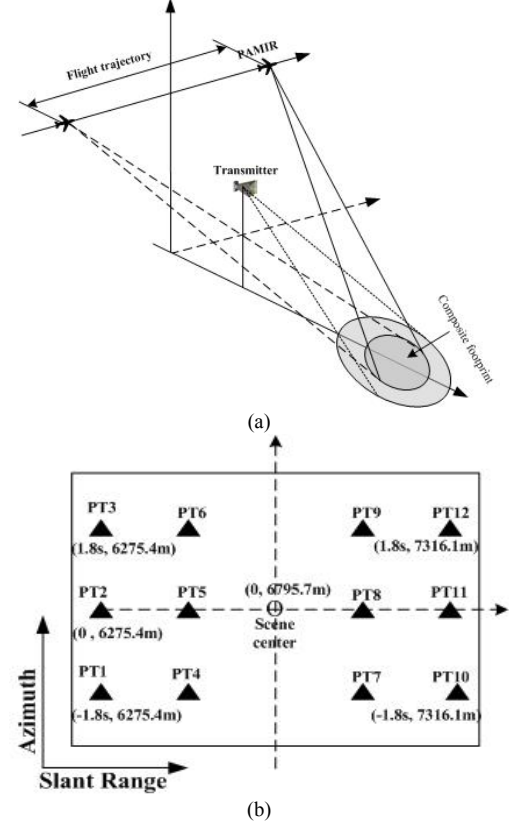 Flight trajectory
PAMIR
Transmitter
Composite footprint
(a)
PT3
PT6
PT9
PT12
(1.8s, 6275.4m)
(1.8s, 7316.1m)
PT2
PT5
(0, 6795.7m)
PT8
PT11
(0 , 6275.4m)
Scene
center
PT1
PT4
PT7
PT10
(-1.8s, 6275.4m)
(-1.8s, 7316.1m)
Azimuth
Slant Range
(b)